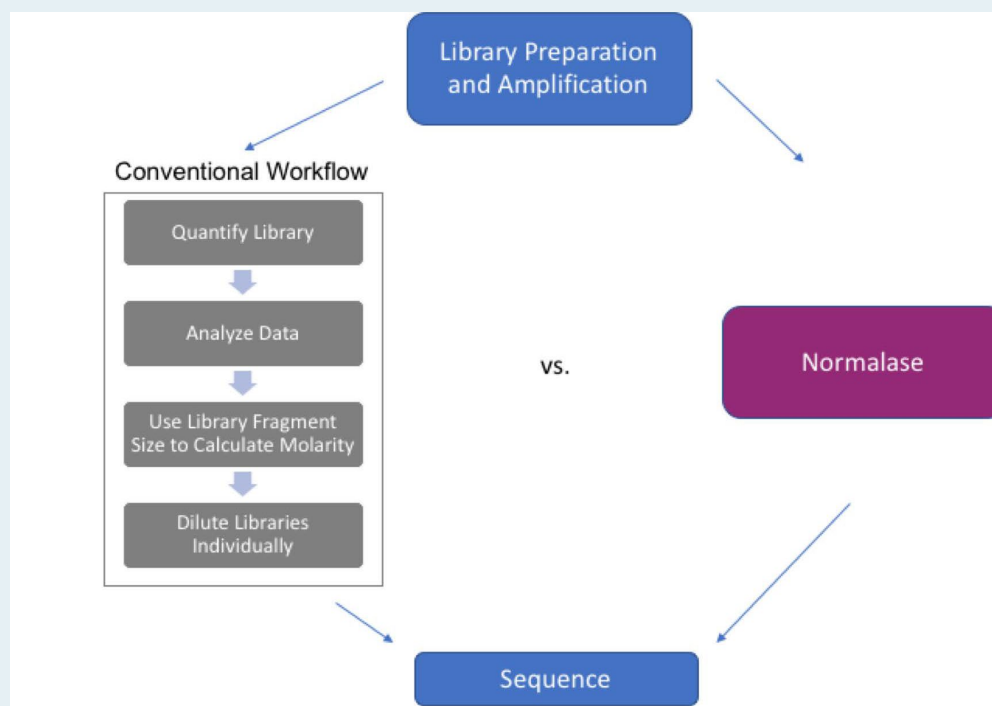 Library Preparation
and Amplification
Conventional Workflow
Quantify Library
Analyze Data
Use Library Fragment
Size to Calculate Molarity
Dilute Libraries
Individually
vs.
Normalase
Sequence